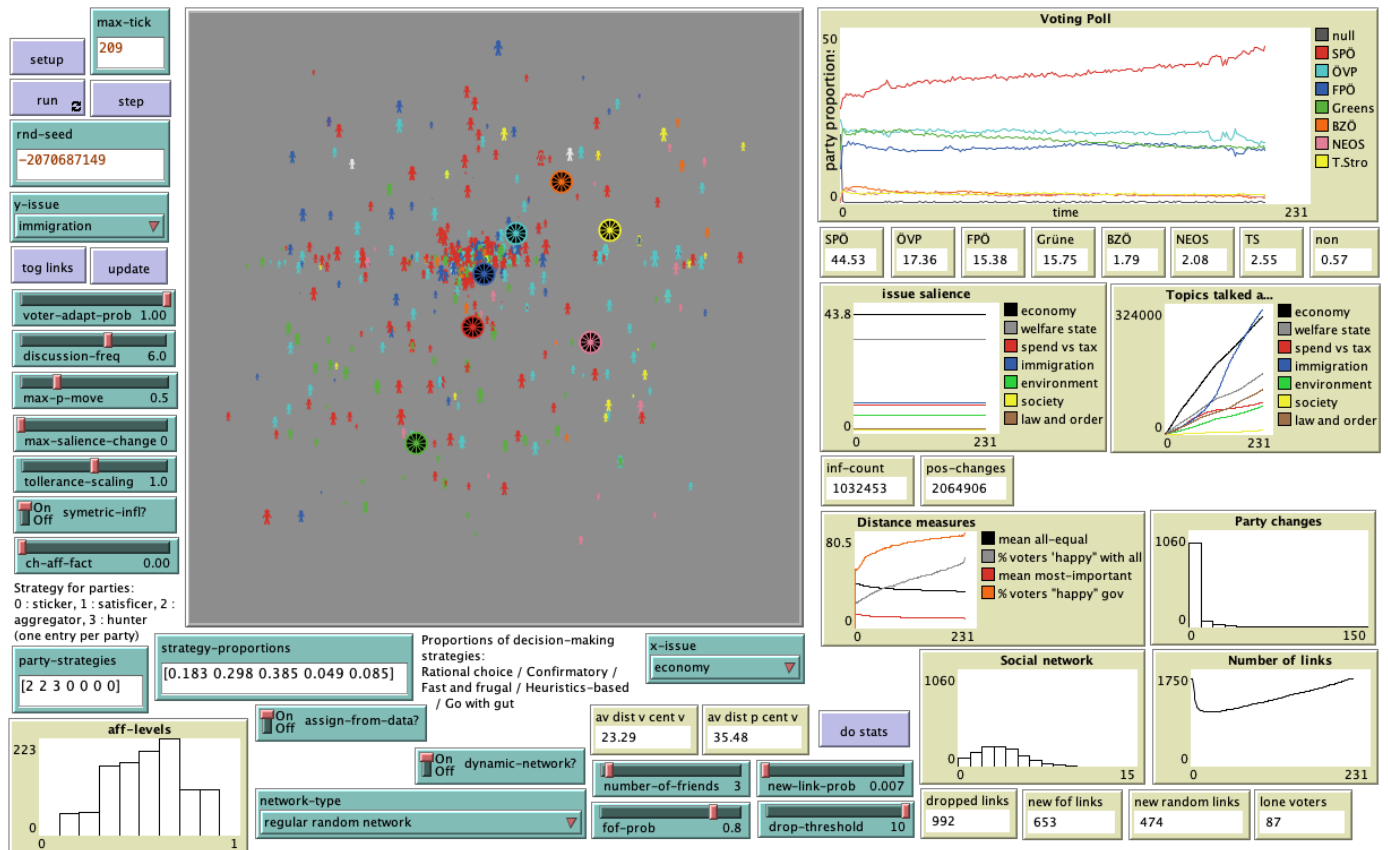 max-tick
209
setup
run
step
rnd-seed
-2070687149
y-issue
immigration
tog links
update
voter-adapt-prob 1.00
discussion-freq 6.0
max-p-move 0.5
max-salience-change 0
tollerance-scaling 1.0
On
Off
symetric-infl?
ch-aff-fact 0.00
Strategy for parties:
0 : sticker, 1 : satisficer, 2 :
aggregator, 3 : hunter
(one entry per party)
party-strategies
[2 2 3 0 0 0 0]
strategy-proportions
[0.183 0.298 0.385 0.049 0.085]
Proportions of decision-making
strategies:
Rational choice / Confirmatory /
Fast and frugal / Heuristics-based
/ Go with gut
x-issue
economy
On
Off
assign-from-data?
On
Off
dynamic-network?
network-type
regular random network
aff-levels
223
0
0
1
av dist v cent v
23.29
av dist p cent v
35.48
do stats
number-of-friends 3
new-link-prob 0.007
fof-prob 0.8
drop-threshold 10
Voting Poll
50
party proportion:
0
0
time
231
null
SPÖ
ÖVP
FPÖ
Greens
BZÖ
NEOS
T.Stro
SPÖ
44.53
ÖVP
17.36
FPÖ
15.38
Grüne
15.75
BZÖ
1.79
NEOS
2.08
TS
2.55
non
0.57
issue salience
43.8
0
0
231
economy
welfare state
spend vs tax
immigration
environment
society
law and order
Topics talked a...
324000
0
0
231
economy
welfare state
spend vs tax
immigration
environment
society
law and order
inf-count
1032453
pos-changes
2064906
Distance measures
80.5
0
0
231
mean all-equal
% voters 'happy" with all
mean most-important
% voters "happy" gov
Party changes
1060
0
0
150
Social network
1060
0
0
15
Number of links
1750
0
0
231
dropped links
992
new fof links
653
new random links
474
lone voters
87